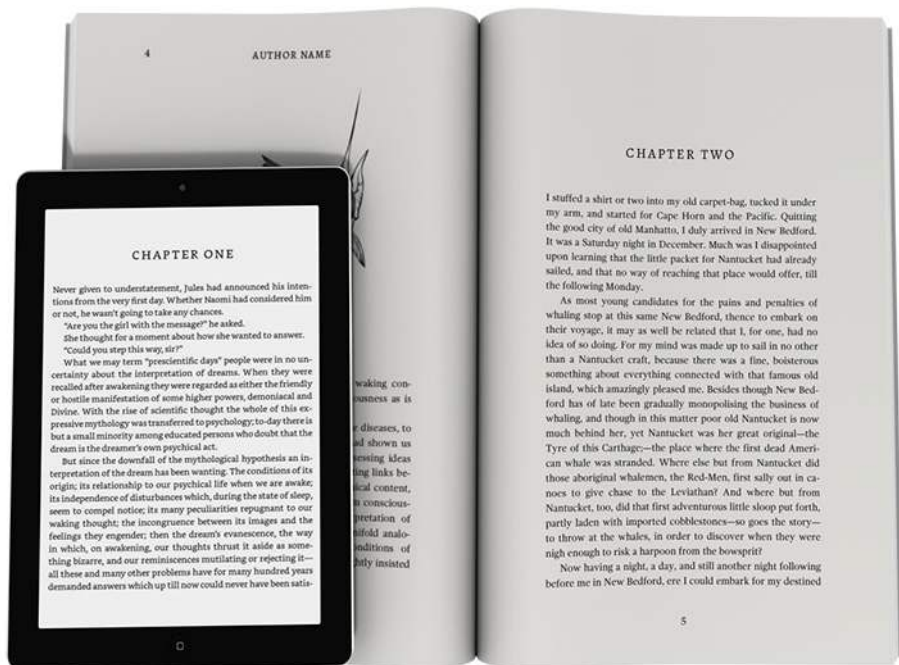 4 AUTHOR NAME
CHAPTER ONE
Never given to understatement, Jules had announced his inten-
tions from the very first day. Whether Naomi had considered him
or not, he wasn't going to take any chances.
"Are you the girl with the message?" he asked.
She thought for a moment about how she wanted to answer.
"Could you step this way, sir?"
What we may term "prescientific days" people were in no un-
certainty about the interpretation of dreams. When they were
recalled after awakening they were regarded as either the friendly
or hostile manifestation of some higher powers, demoniacal and
Divine. With the rise of scientific thought the whole of this ex-
pressive mythology was transferred to psychology; to-day there is
but a small minority among educated persons who doubt that the
dream is the dreamer's own psychical act.
But since the downfall of the mythological hypothesis an in-
terpretation of the dream has been wanting. The conditions of its
origin; its relationship to our psychical life when we are awake;
its independence of disturbances which, during the state of sleep,
seem to compel notice; its many peculiarities repugnant to our
waking thought; the incongruence between its images and the
feelings they engender; then the dream's evanescence, the way
in which, on awakening, our thoughts thrust it aside as some-
thing bizarre, and our reminiscences mutilating or rejecting it—
all these and many other problems have for many hundred years
demanded answers which up till now could never have been satis-
waking con-
ousness as is
diseases, to
ad shown us
sessing ideas
ting links be-
ical content,
conscious-
pretation of
nifold analo-
onditions of
htly insisted
CHAPTER TWO
I stuffed a shirt or two into my old carpet-bag, tucked it under
my arm, and started for Cape Horn and the Pacific. Quitting
the good city of old Manhatto, I duly arrived in New Bedford.
It was a Saturday night in December. Much was I disappointed
upon learning that the little packet for Nantucket had already
sailed, and that no way of reaching that place would offer, till
the following Monday.
As most young candidates for the pains and penalties of
whaling stop at this same New Bedford, thence to embark on
their voyage, it may as well be related that I, for one, had no
idea of so doing. For my mind was made up to sail in no other
than a Nantucket craft, because there was a fine, boisterous
something about everything connected with that famous old
island, which amazingly pleased me. Besides though New Bed-
ford has of late been gradually monopolising the business of
whaling, and though in this matter poor old Nantucket is now
much behind her, yet Nantucket was her great original—the
Tyre of this Carthage;—the place where the first dead Ameri-
can whale was stranded. Where else but from Nantucket did
those aboriginal whalemen, the Red-Men, first sally out in ca-
noes to give chase to the Leviathan? And where but from
Nantucket, too, did that first adventurous little sloop put forth,
partly laden with imported cobblestones—so goes the story—
to throw at the whales, in order to discover when they were
nigh enough to risk a harpoon from the bowsprit?
Now having a night, a day, and still another night following
before me in New Bedford, ere I could embark for my destined
5